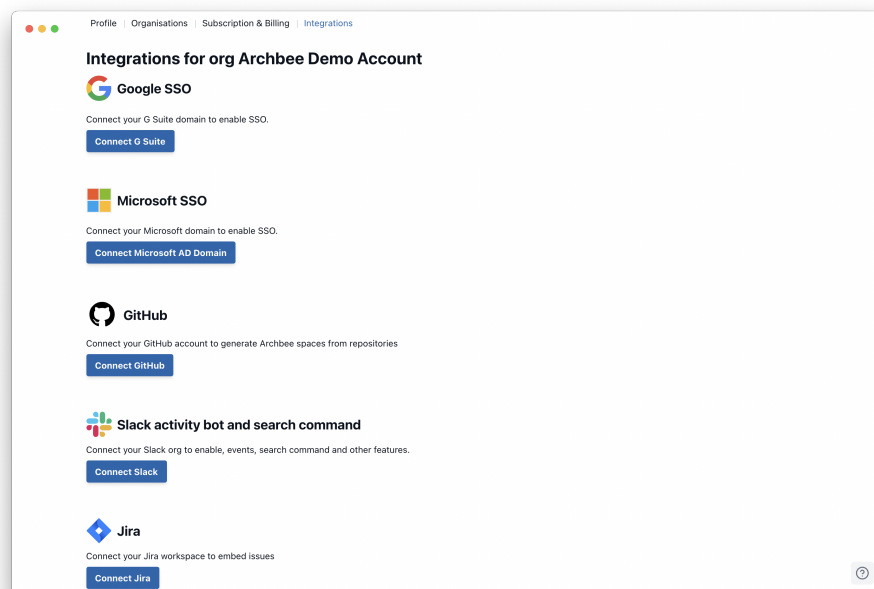 Profile | Organisations | Subscription & Billing | Integrations
Integrations for org Archbee Demo Account
Google SSO
Connect your G Suite domain to enable SSO.
Connect G Suite
Microsoft SSO
Connect your Microsoft domain to enable SSO.
Connect Microsoft AD Domain
GitHub
Connect your GitHub account to generate Archbee spaces from repositories
Connect GitHub
Slack activity bot and search command
Connect your Slack org to enable, events, search command and other features.
Connect Slack
Jira
Connect your Jira workspace to embed issues
Connect Jira
?